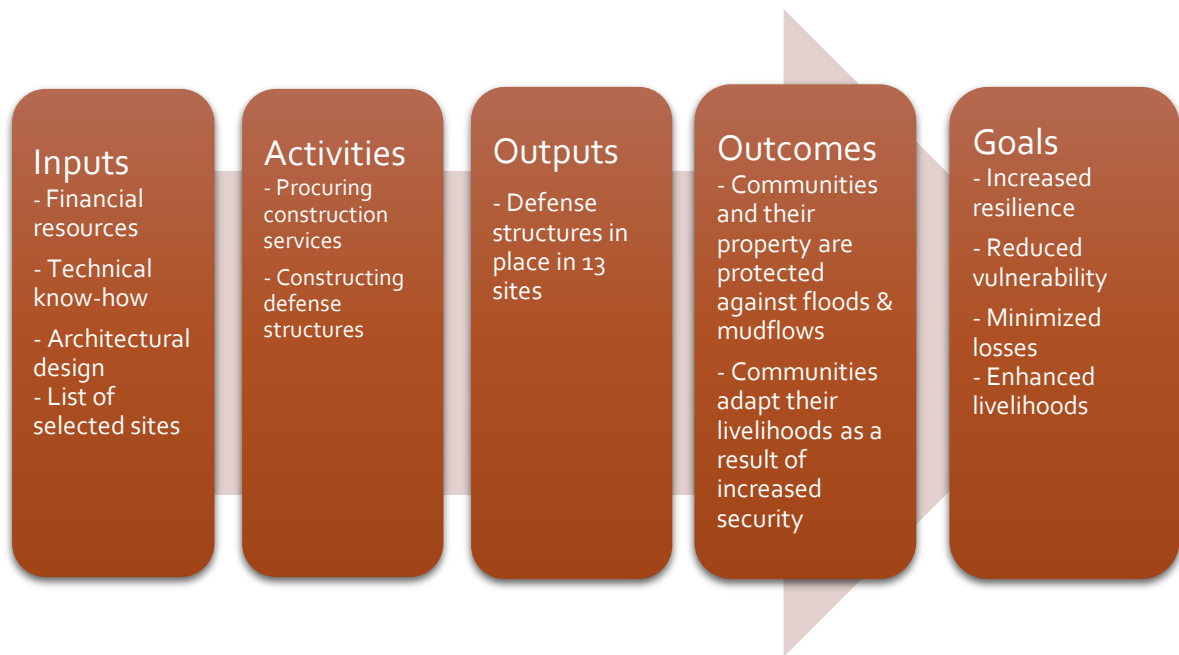 Inputs
- Financial
resources
- Technical
know-how
- Architectural
design
- List of
selected sites
Activities
- Procuring
construction
services
- Constructing
defense
structures
Outputs
- Defense
structures in
place in 13
sites
Outcomes
- Communities
and their
property are
protected
against floods &
mudflows
- Communities
adapt their
livelihoods as a
result of
increased
security
Goals
- Increased
resilience
- Reduced
vulnerability
- Minimized
losses
- Enhanced
livelihoods